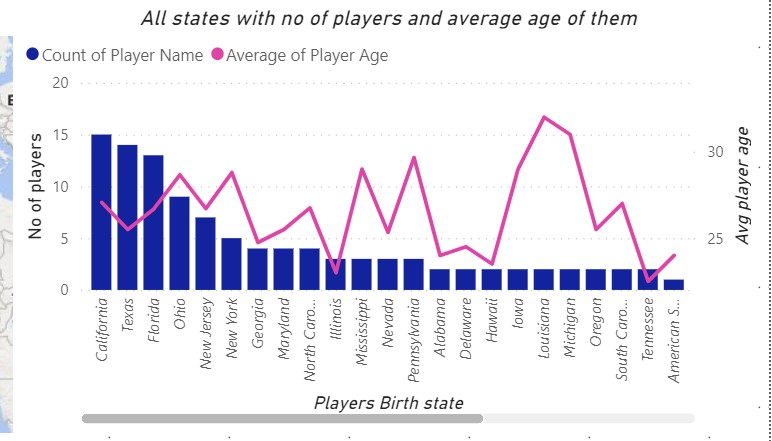 All states with no of players and average age of them
Count of Player Name Average of Player Age
No of players
20
15
10
5
0
30
25
Avg player age
California
Texas
Florida
Ohio
New Jersey
New York
Georgia
Maryland
North Caro...
Illinois
Mississippi
Nevada
Pennsylvania
Alabama
Delaware
Hawaii
Iowa
Louisiana
Michigan
Oregon
South Caro...
Tennessee
American S...
Players Birth state